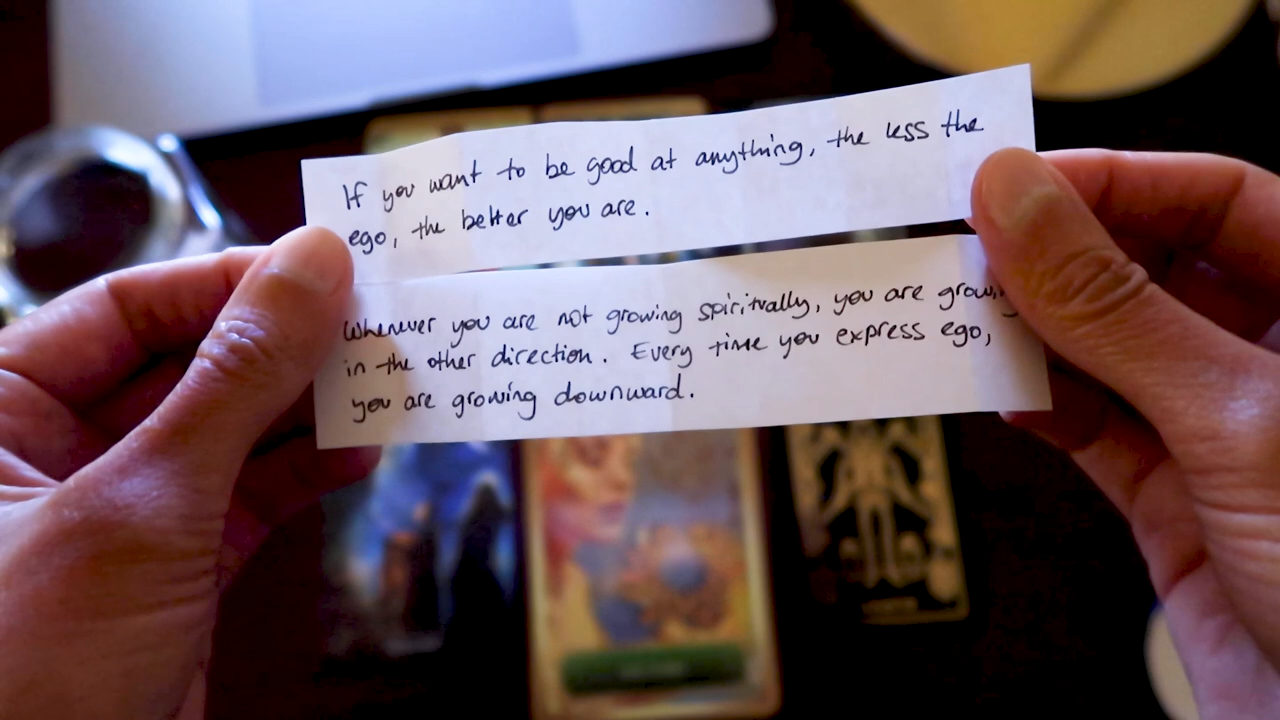 If you want to be good at anything, the less the
ego, the better you are.
Whenever you are not growing spiritually, you are growing
in the other direction. Every time you express ego,
you are growing downward.